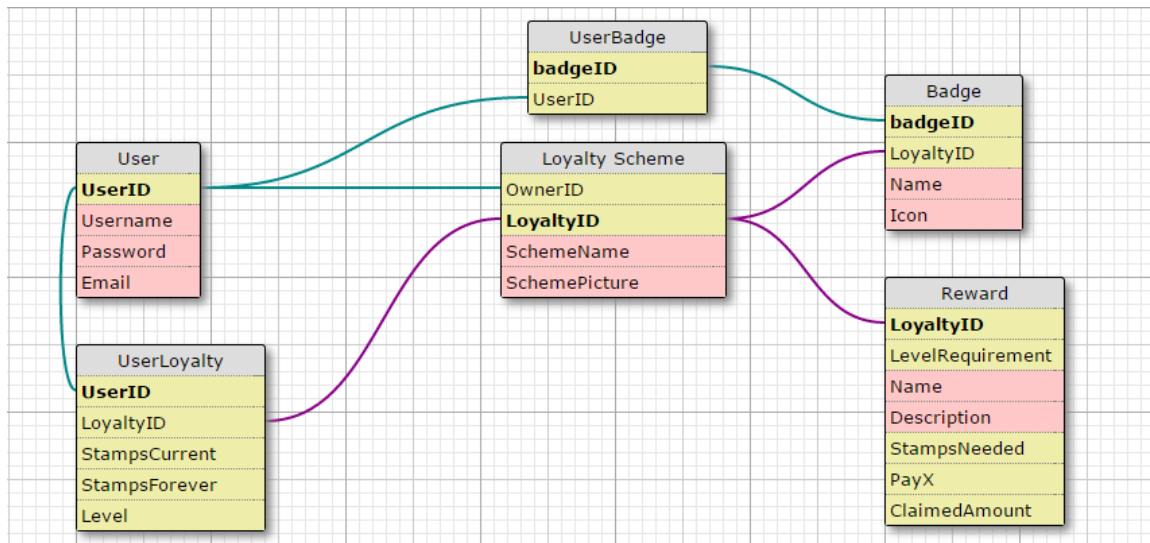 UserBadge
badgeID
UserID
Badge
badgeID
LoyaltyID
Name
Icon
User
UserID
Username
Password
Email
Loyalty Scheme
OwnerID
LoyaltyID
SchemeName
SchemePicture
Reward
LoyaltyID
LevelRequirement
Name
Description
StampsNeeded
PayX
ClaimedAmount
UserLoyalty
UserID
LoyaltyID
StampsCurrent
StampsForever
Level